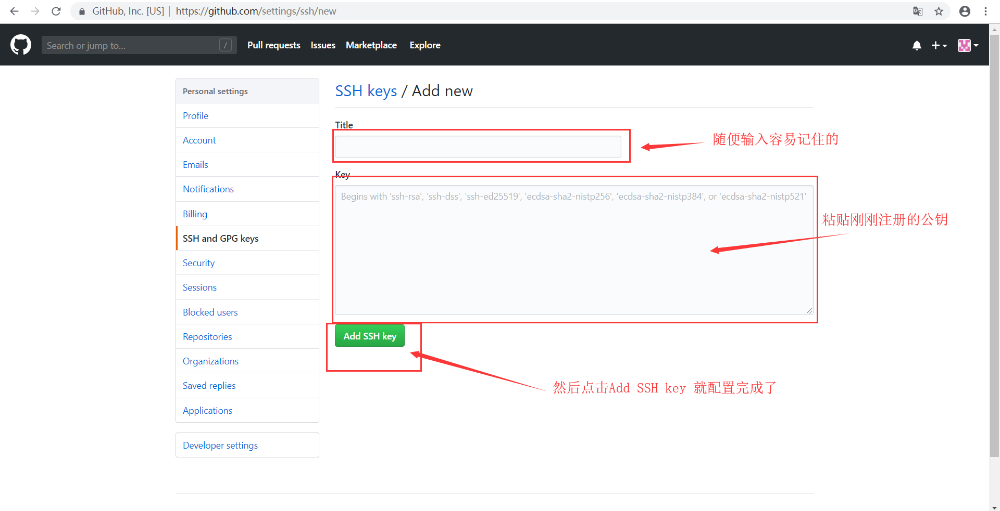 GitHub, Inc. [US] | https://github.com/settings/ssh/new
Search or jump to... /
Pull requests Issues Marketplace Explore
Personal settings
Profile
Account
Emails
Notifications
Billing
SSH and GPG keys
Security
Sessions
Blocked users
Repositories
Organizations
Saved replies
Applications
Developer settings
SSH keys / Add new
Title
随便输入容易记住的
Key
Begins with 'ssh-rsa', 'ssh-dss', 'ssh-ed25519', 'ecdsa-sha2-nistp256', 'ecdsa-sha2-nistp384', or 'ecdsa-sha2-nistp521'
粘贴刚刚注册的公钥
Add SSH key
然后点击Add SSH key 就配置完成了